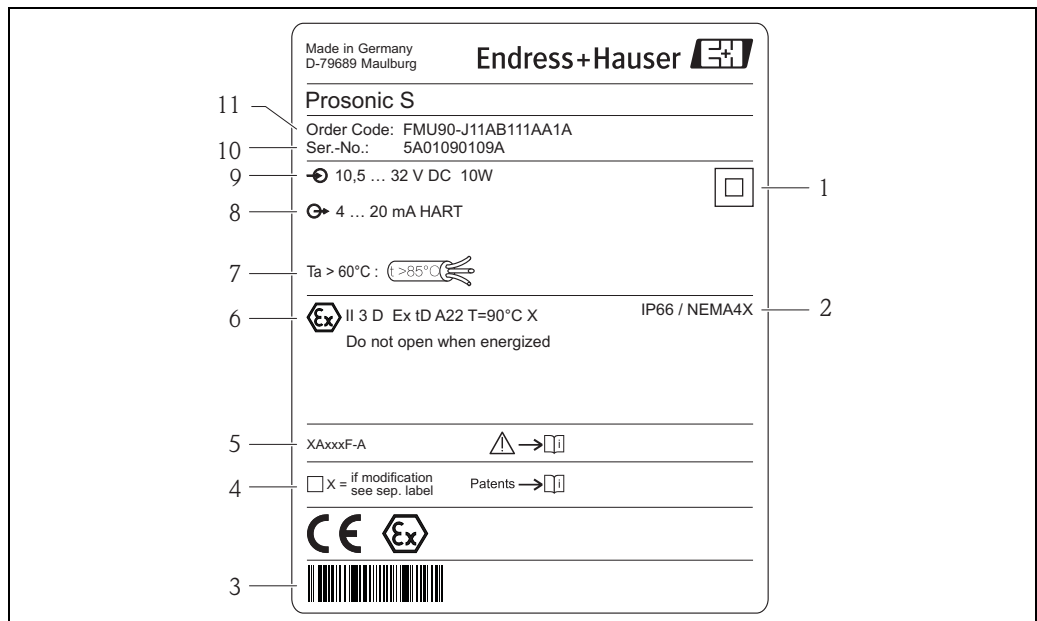 Made in Germany
D-79689 Maulburg
Endress+Hauser
Prosonic S
11
Order Code: FMU90-J11AB111AA1A
10
Ser.-No.: 5A01090109A
9
10,5 ... 32 V DC 10W
1
8
4 ... 20 mA HART
7
Ta > 60°C : t >85°C
6
Ex II 3 D Ex tD A22 T=90°C X
IP66 / NEMA4X
2
Do not open when energized
5
XAxxxF-A
i
4
X = if modification
see sep. label
Patents
i
CE Ex
3